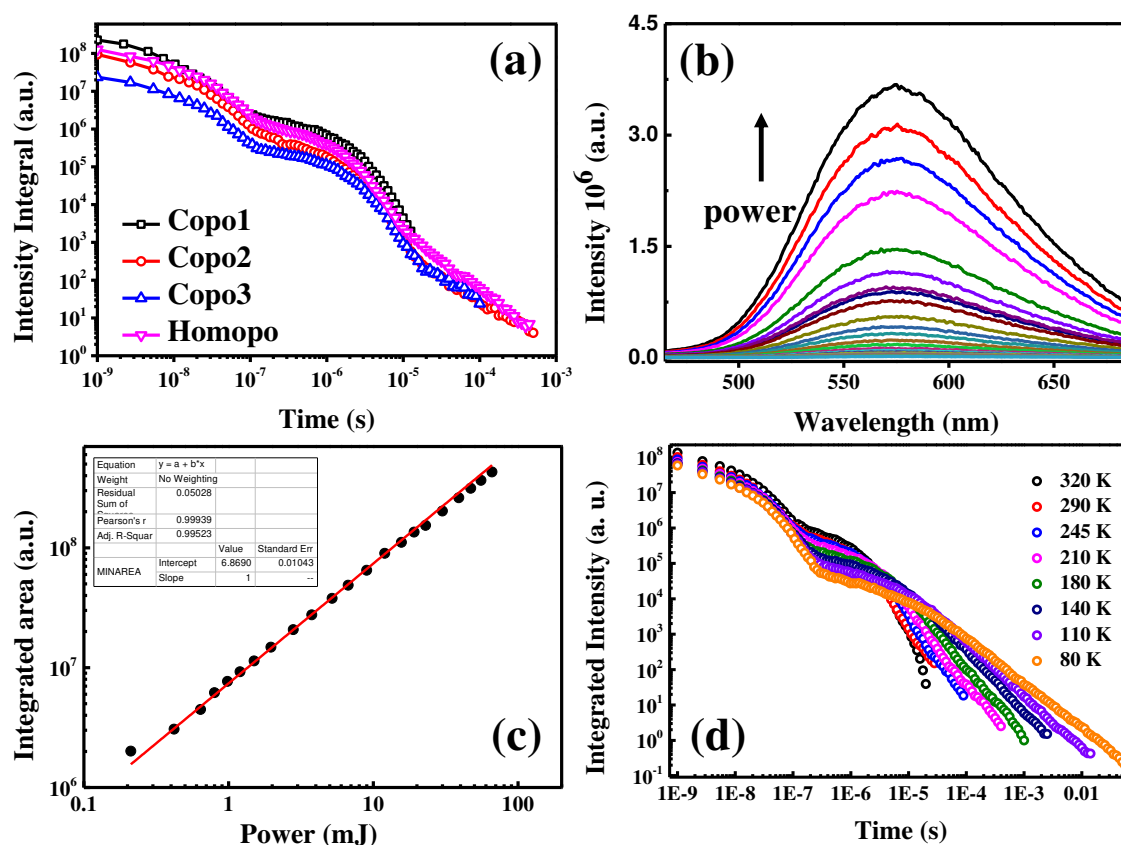 (a)
Intensity Integral (a.u.)
10^8
10^7
10^6
10^5
10^4
10^3
10^2
10^1
10^0
Copo1
Copo2
Copo3
Homopo
10^-9 10^-8 10^-7 10^-6 10^-5 10^-4 10^-3
Time (s)
(b)
Intensity 10^6 (a.u.)
4.5
3.0
1.5
0.0
power
500 550 600 650
Wavelength (nm)
Integrated area (a.u.)
10^8
10^7
10^6
Equation y = a + b*x
Weight No Weighting
Residual 0.05028
Sum of
Pearson's r 0.99939
Adj. R-Squar 0.99523
Value Standard Err
MINAREA Intercept 6.8690 0.01043
Slope 1 --
(c)
0.1 1 10 100
Power (mJ)
Integrated Intensity (a. u.)
10^8
10^7
10^6
10^5
10^4
10^3
10^2
10^1
10^0
10^-1
320 K
290 K
245 K
210 K
180 K
140 K
110 K
80 K
(d)
1E-9 1E-8 1E-7 1E-6 1E-5 1E-4 1E-3 0.01
Time (s)